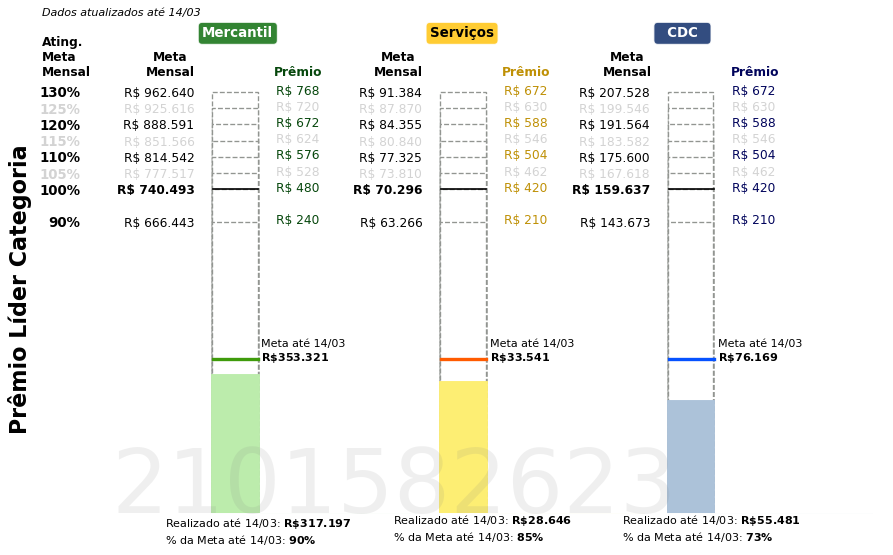 Dados atualizados até 14/03
Mercantil Serviços CDC
Ating. Meta Mensal
Meta Mensal Prêmio Meta Mensal Prêmio Meta Mensal Prêmio
130% R$ 962.640 R$ 768 R$ 91.384 R$ 672 R$ 207.528 R$ 672
125% R$ 925.616 R$ 720 R$ 87.870 R$ 630 R$ 199.546 R$ 630
120% R$ 888.591 R$ 672 R$ 84.355 R$ 588 R$ 191.564 R$ 588
115% R$ 851.566 R$ 624 R$ 80.840 R$ 546 R$ 183.582 R$ 546
110% R$ 814.542 R$ 576 R$ 77.325 R$ 504 R$ 175.600 R$ 504
105% R$ 777.517 R$ 528 R$ 73.810 R$ 462 R$ 167.618 R$ 462
100% R$ 740.493 R$ 480 R$ 70.296 R$ 420 R$ 159.637 R$ 420
90% R$ 666.443 R$ 240 R$ 63.266 R$ 210 R$ 143.673 R$ 210
Prêmio Líder Categoria
Meta até 14/03 Meta até 14/03 Meta até 14/03
R$353.321 R$33.541 R$76.169
2101582623
Realizado até 14/03: R$317.197 Realizado até 14/03: R$28.646 Realizado até 14/03: R$55.481
% da Meta até 14/03: 90% % da Meta até 14/03: 85% % da Meta até 14/03: 73%